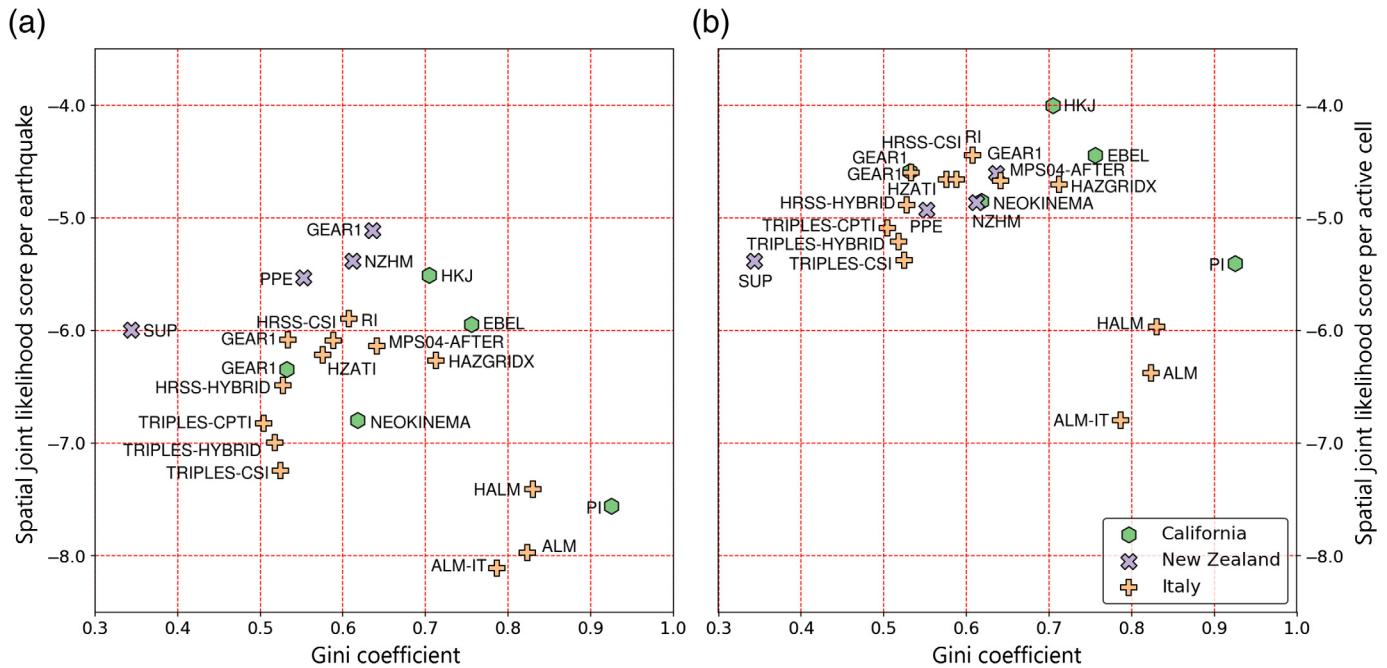 (a)
Spatial joint likelihood score per earthquake
−4.0
−5.0
−6.0
−7.0
−8.0
GEAR1
NZHM
PPE
HKJ
SUP
HRSS-CSI
RI
EBEL
GEAR1
MPS04-AFTER
HAZGRIDX
GEAR1
HZATI
HRSS-HYBRID
TRIPLES-CPTI
NEOKINEMA
TRIPLES-HYBRID
TRIPLES-CSI
HALM
PI
ALM
ALM-IT
0.3
0.4
0.5
0.6
0.7
0.8
0.9
1.0
Gini coefficient
(b)
HKJ
HRSS-CSI
RI
GEAR1
GEAR1
EBEL
GEAR1
MPS04-AFTER
HZATI
HAZGRIDX
HRSS-HYBRID
NEOKINEMA
TRIPLES-CPTI
PPE
NZHM
TRIPLES-HYBRID
TRIPLES-CSI
SUP
PI
HALM
ALM
ALM-IT
California
New Zealand
Italy
−4.0
−5.0
−6.0
−7.0
−8.0
Spatial joint likelihood score per active cell
0.3
0.4
0.5
0.6
0.7
0.8
0.9
1.0
Gini coefficient